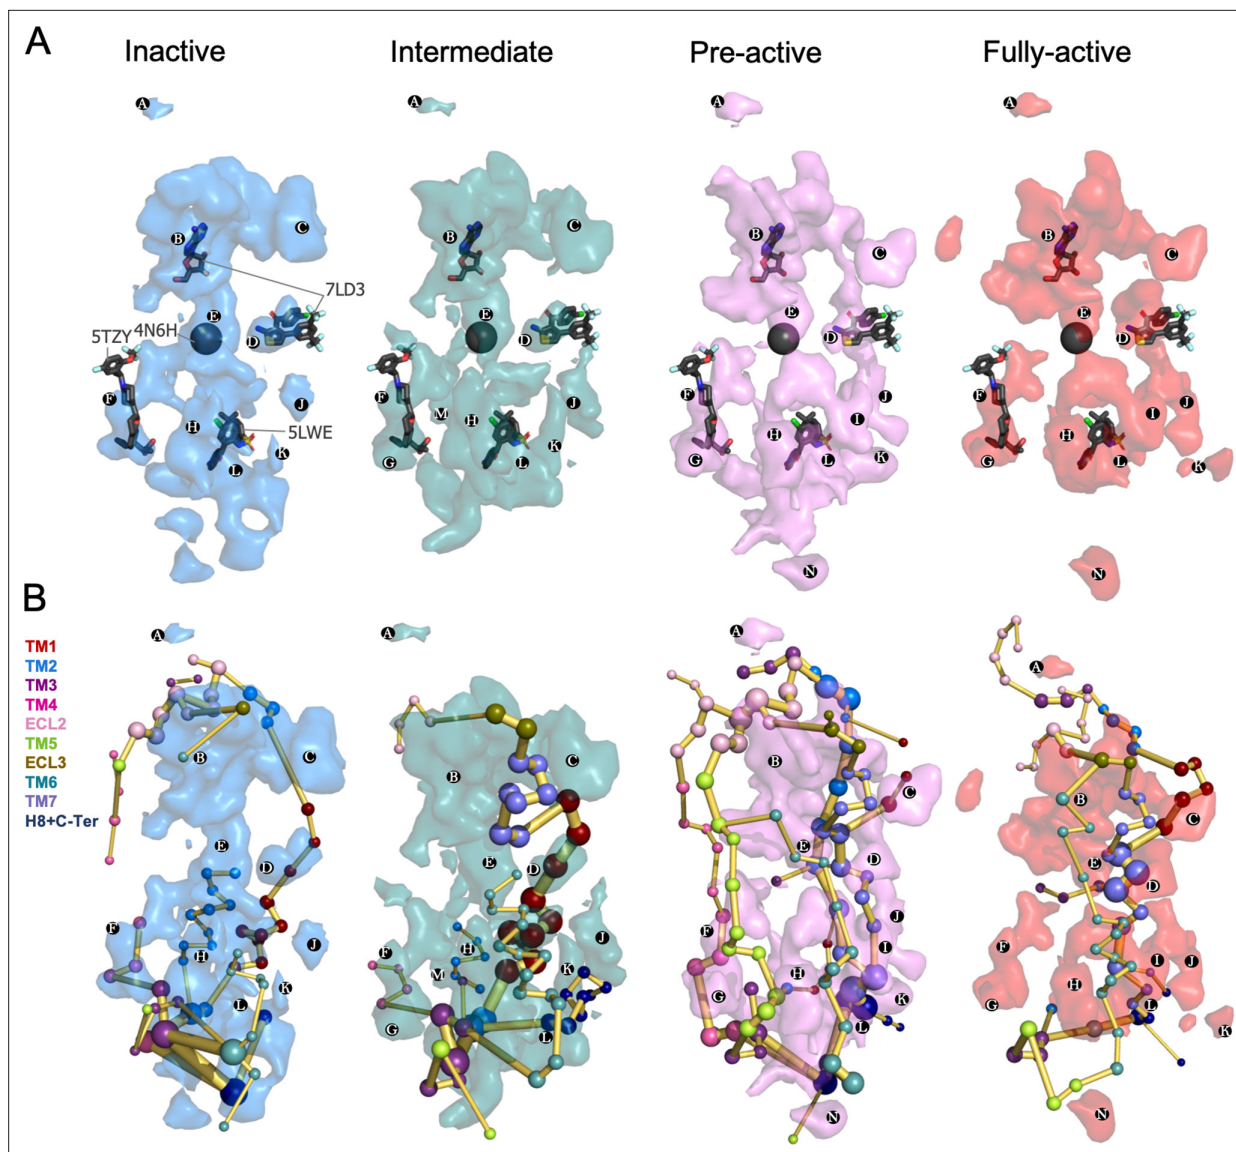 A
Inactive Intermediate Pre-active Fully-active
A A A A
B C B C B C B C
7LD3
E E E E
5TZY 4N6H D D D D
F J F J F J F J
H M H H I H I
5LWE
L K G L K G L K G L K
N N
B
TM1
TM2
TM3
TM4
ECL2
TM5
ECL3
TM6
TM7
H8+C-Ter
A A A A
B C B C B C B C
E D E D E D E D
F J F J F J F J
H K M H K H I H I
L G L G L K G L K
N N